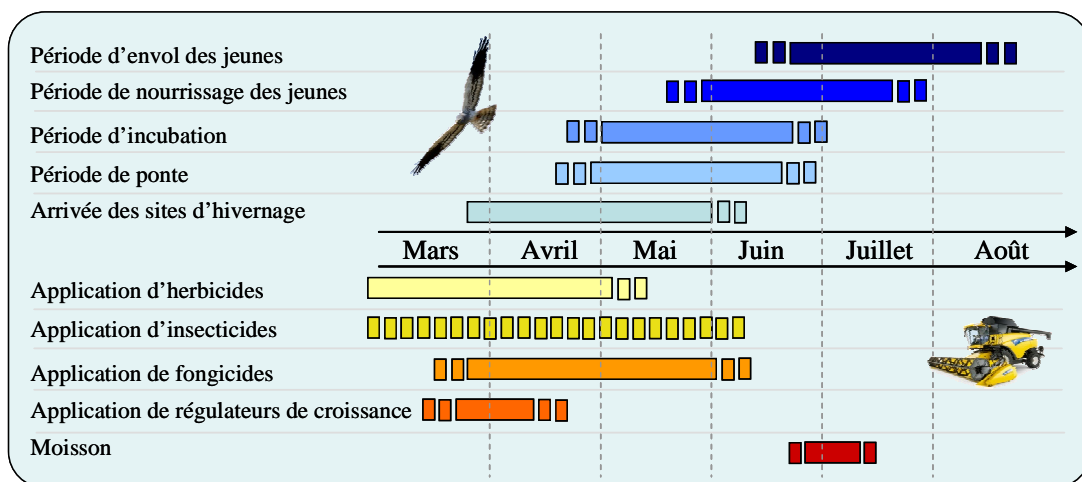 Période d'envol des jeunes
Période de nourrissage des jeunes
Période d'incubation
Période de ponte
Arrivée des sites d'hivernage
Mars Avril Mai Juin Juillet Août
Application d'herbicides
Application d'insecticides
Application de fongicides
Application de régulateurs de croissance
Moisson